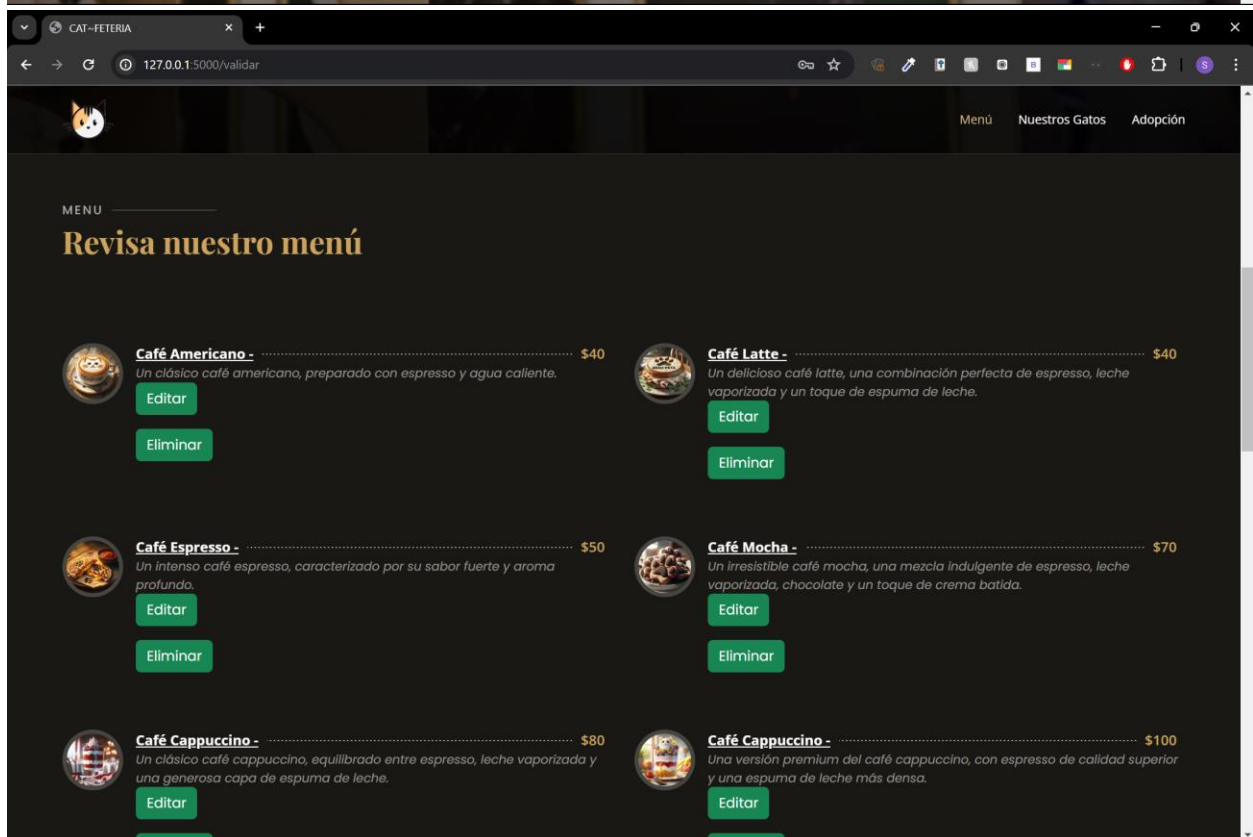 CAT~FETERIA
127.0.0.1:5000/validar
Menú Nuestros Gatos Adopción
MENU
Revisa nuestro menú
Café Americano - $40
Un clásico café americano, preparado con espresso y agua caliente.
Editar
Eliminar
Café Latte - $40
Un delicioso café latte, una combinación perfecta de espresso, leche
vaporizada y un toque de espuma de leche.
Editar
Eliminar
Café Espresso - $50
Un intenso café espresso, caracterizado por su sabor fuerte y aroma
profundo.
Editar
Eliminar
Café Mocha - $70
Un irresistible café mocha, una mezcla indulgente de espresso, leche
vaporizada, chocolate y un toque de crema batida.
Editar
Eliminar
Café Cappuccino - $80
Un clásico café cappuccino, equilibrado entre espresso, leche vaporizada y
una generosa capa de espuma de leche.
Editar
Café Cappuccino - $100
Una versión premium del café cappuccino, con espresso de calidad superior
y una espuma de leche más densa.
Editar